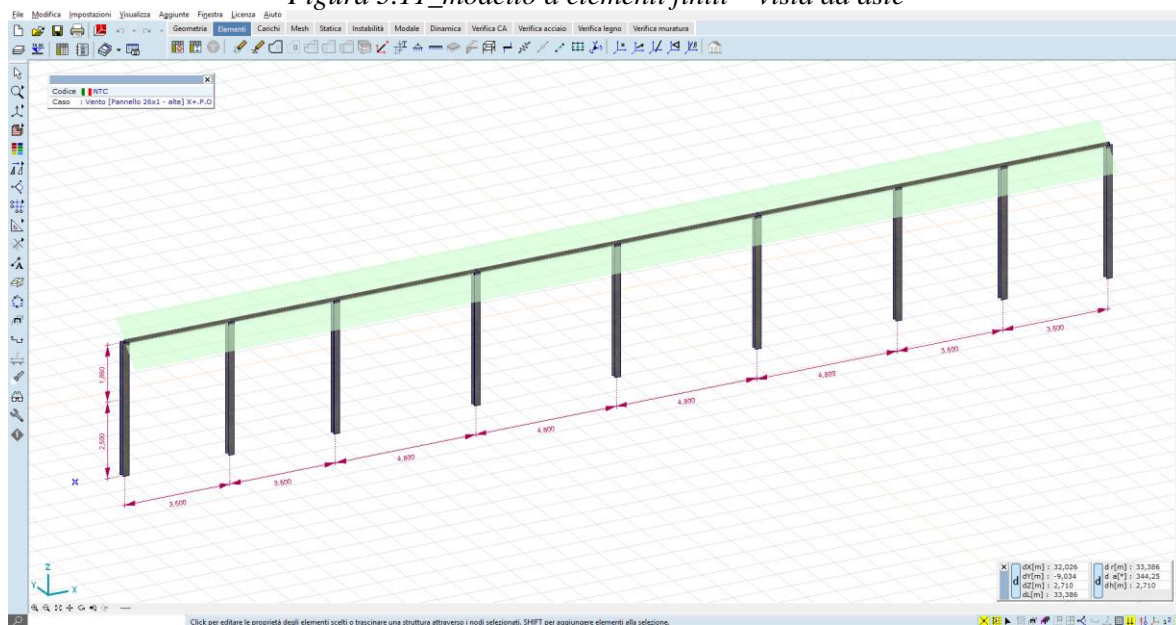 Figura 3.11_modello a elementi finiti – Vista ad aste
File Modifica Impostazioni Visualizza Aggiunte Finestra Licenza Aiuto
Geometria Elementi Carichi Mesh Statica Instabilità Modale Dinamica Verifica CA Verifica acciaio Verifica legno Verifica muratura
Codice NTC
Caso : Vento [Pannello 26x1 - alte] X+.P.O
1,860
2,500
3,600
3,600
4,800
4,800
4,800
4,800
3,600
3,600
Z
Y
X
dX[m] : 32,026
dY[m] : -9,034
dZ[m] : 2,710
dL[m] : 33,386
d r[m] : 33,386
d a[°] : 344,25
dh[m] : 2,710
Click per editare le proprietà degli elementi scelti o trascinare una struttura attraverso i nodi selezionati. SHIFT per aggiungere elementi alla selezione.